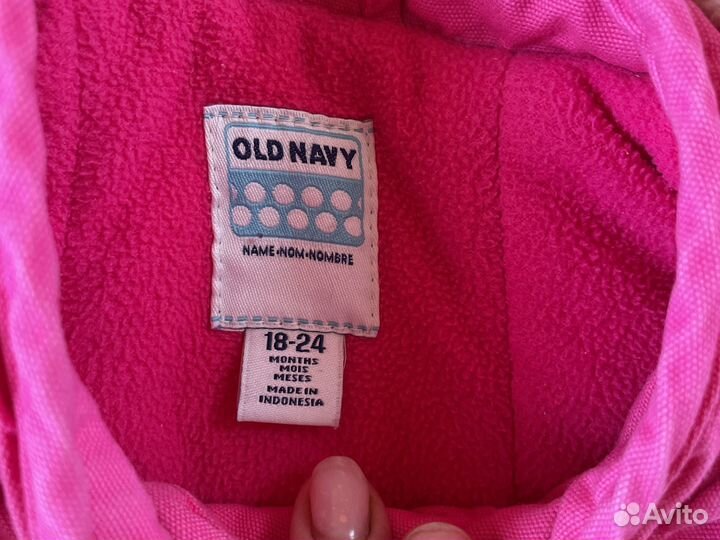 OLD NAVY
NAME•NOM•NOMBRE
18-24
MONTHS
MOIS
MESES
MADE IN
INDONESIA
Avito